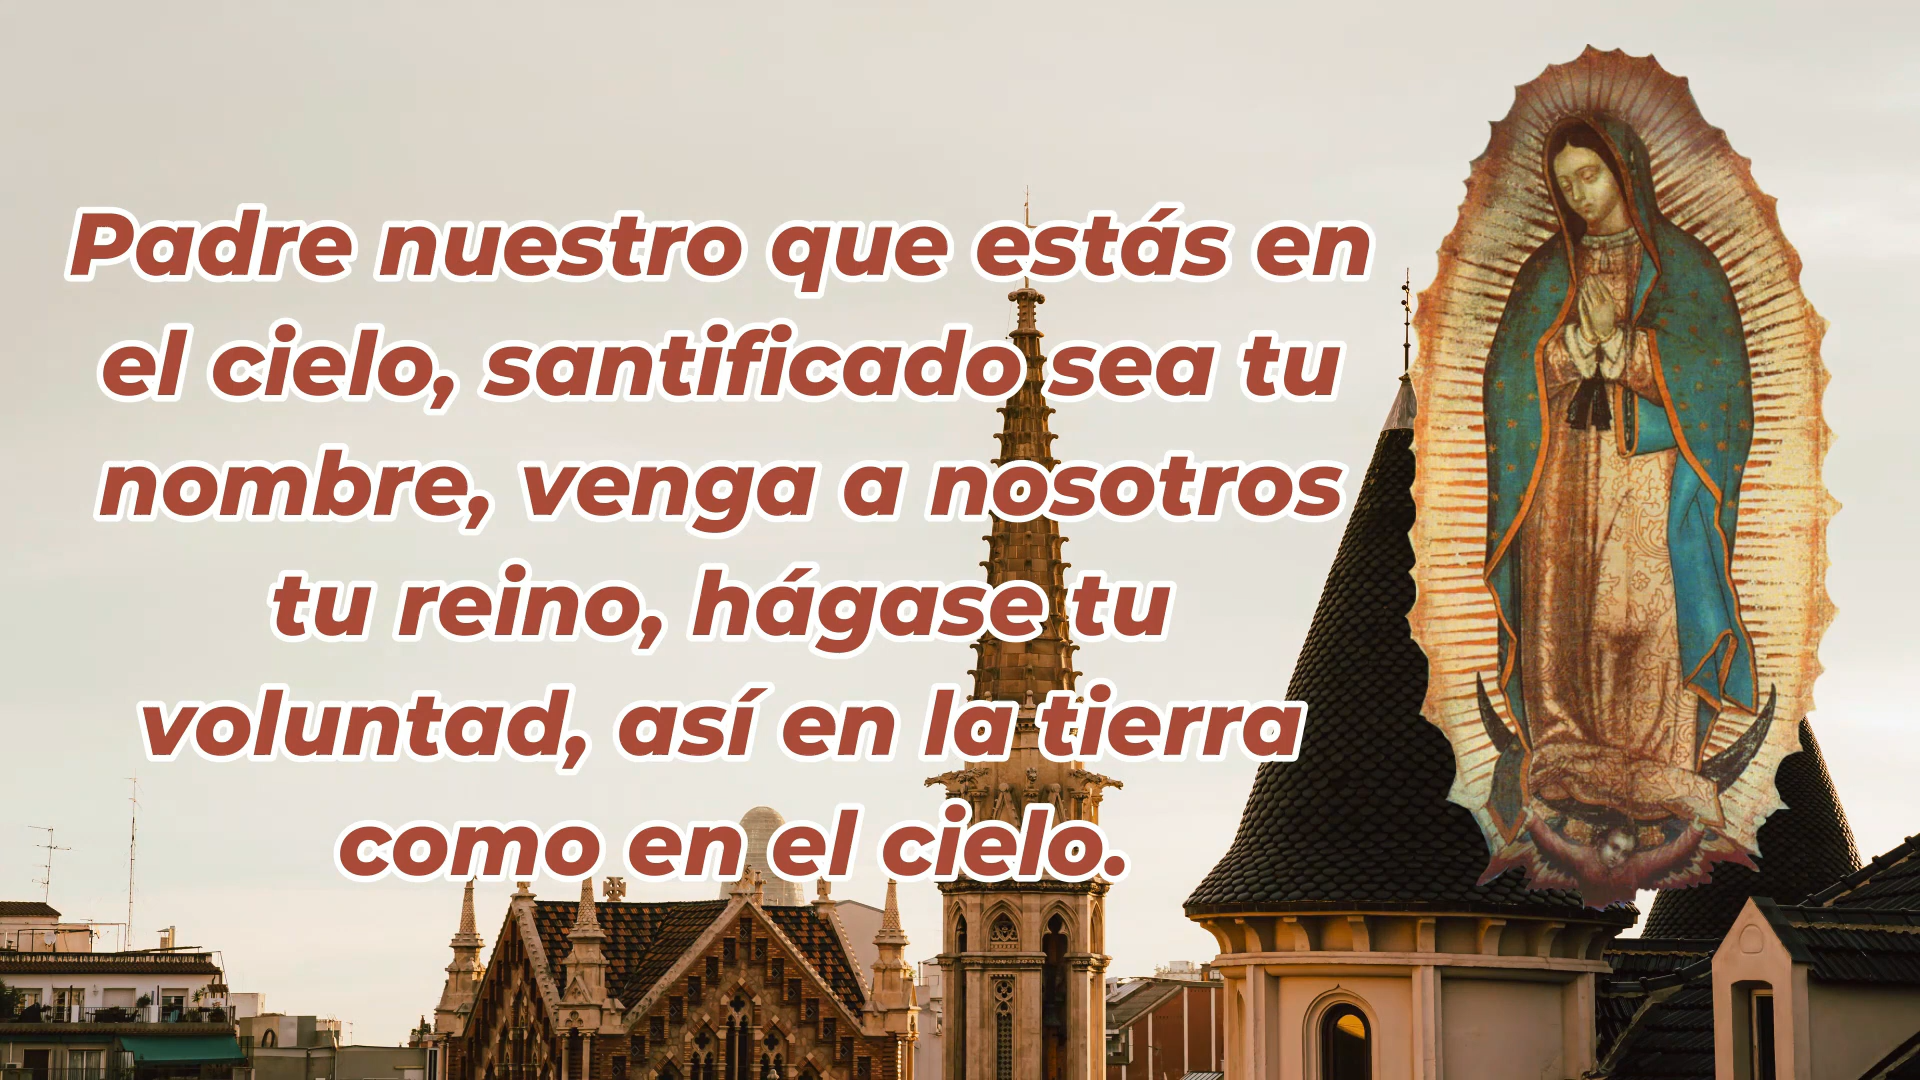 Padre nuestro que estás en
el cielo, santificado sea tu
nombre, venga a nosotros
tu reino, hágase tu
voluntad, así en la tierra
como en el cielo.